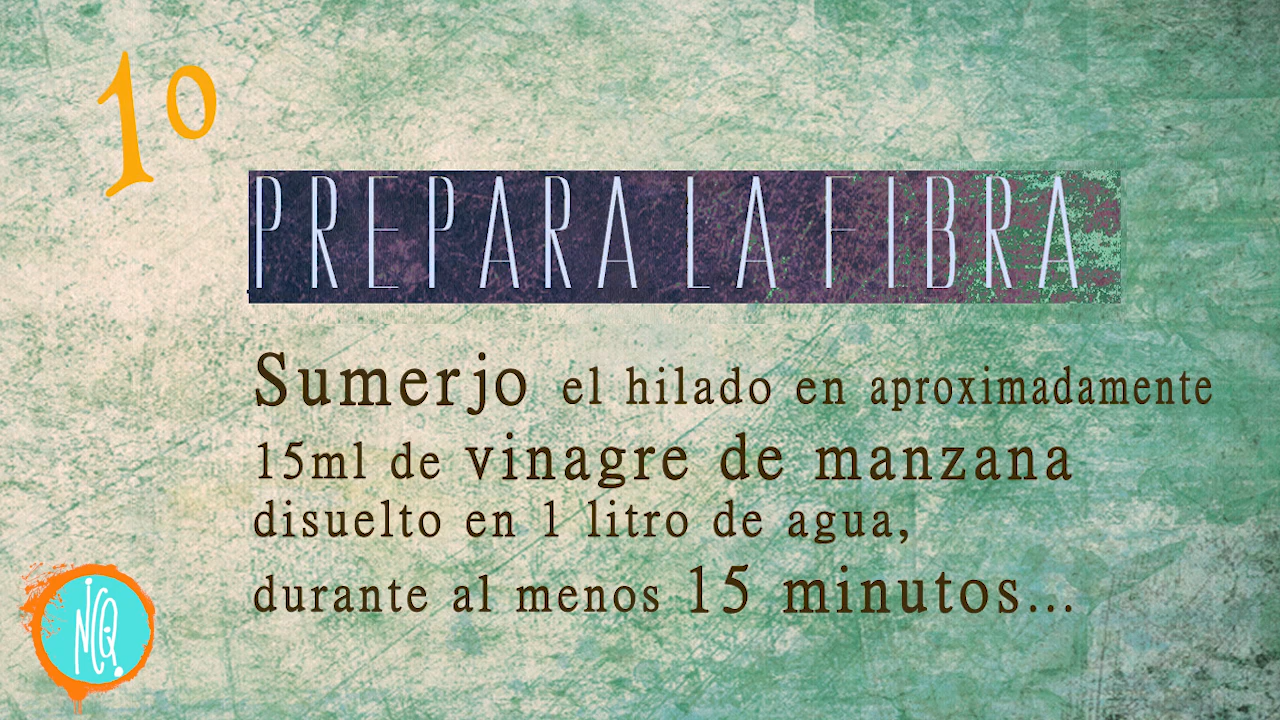 1º
PREPARA LA FIBRA
Sumerjo el hilado en aproximadamente
15ml de vinagre de manzana
disuelto en 1 litro de agua,
durante al menos 15 minutos...